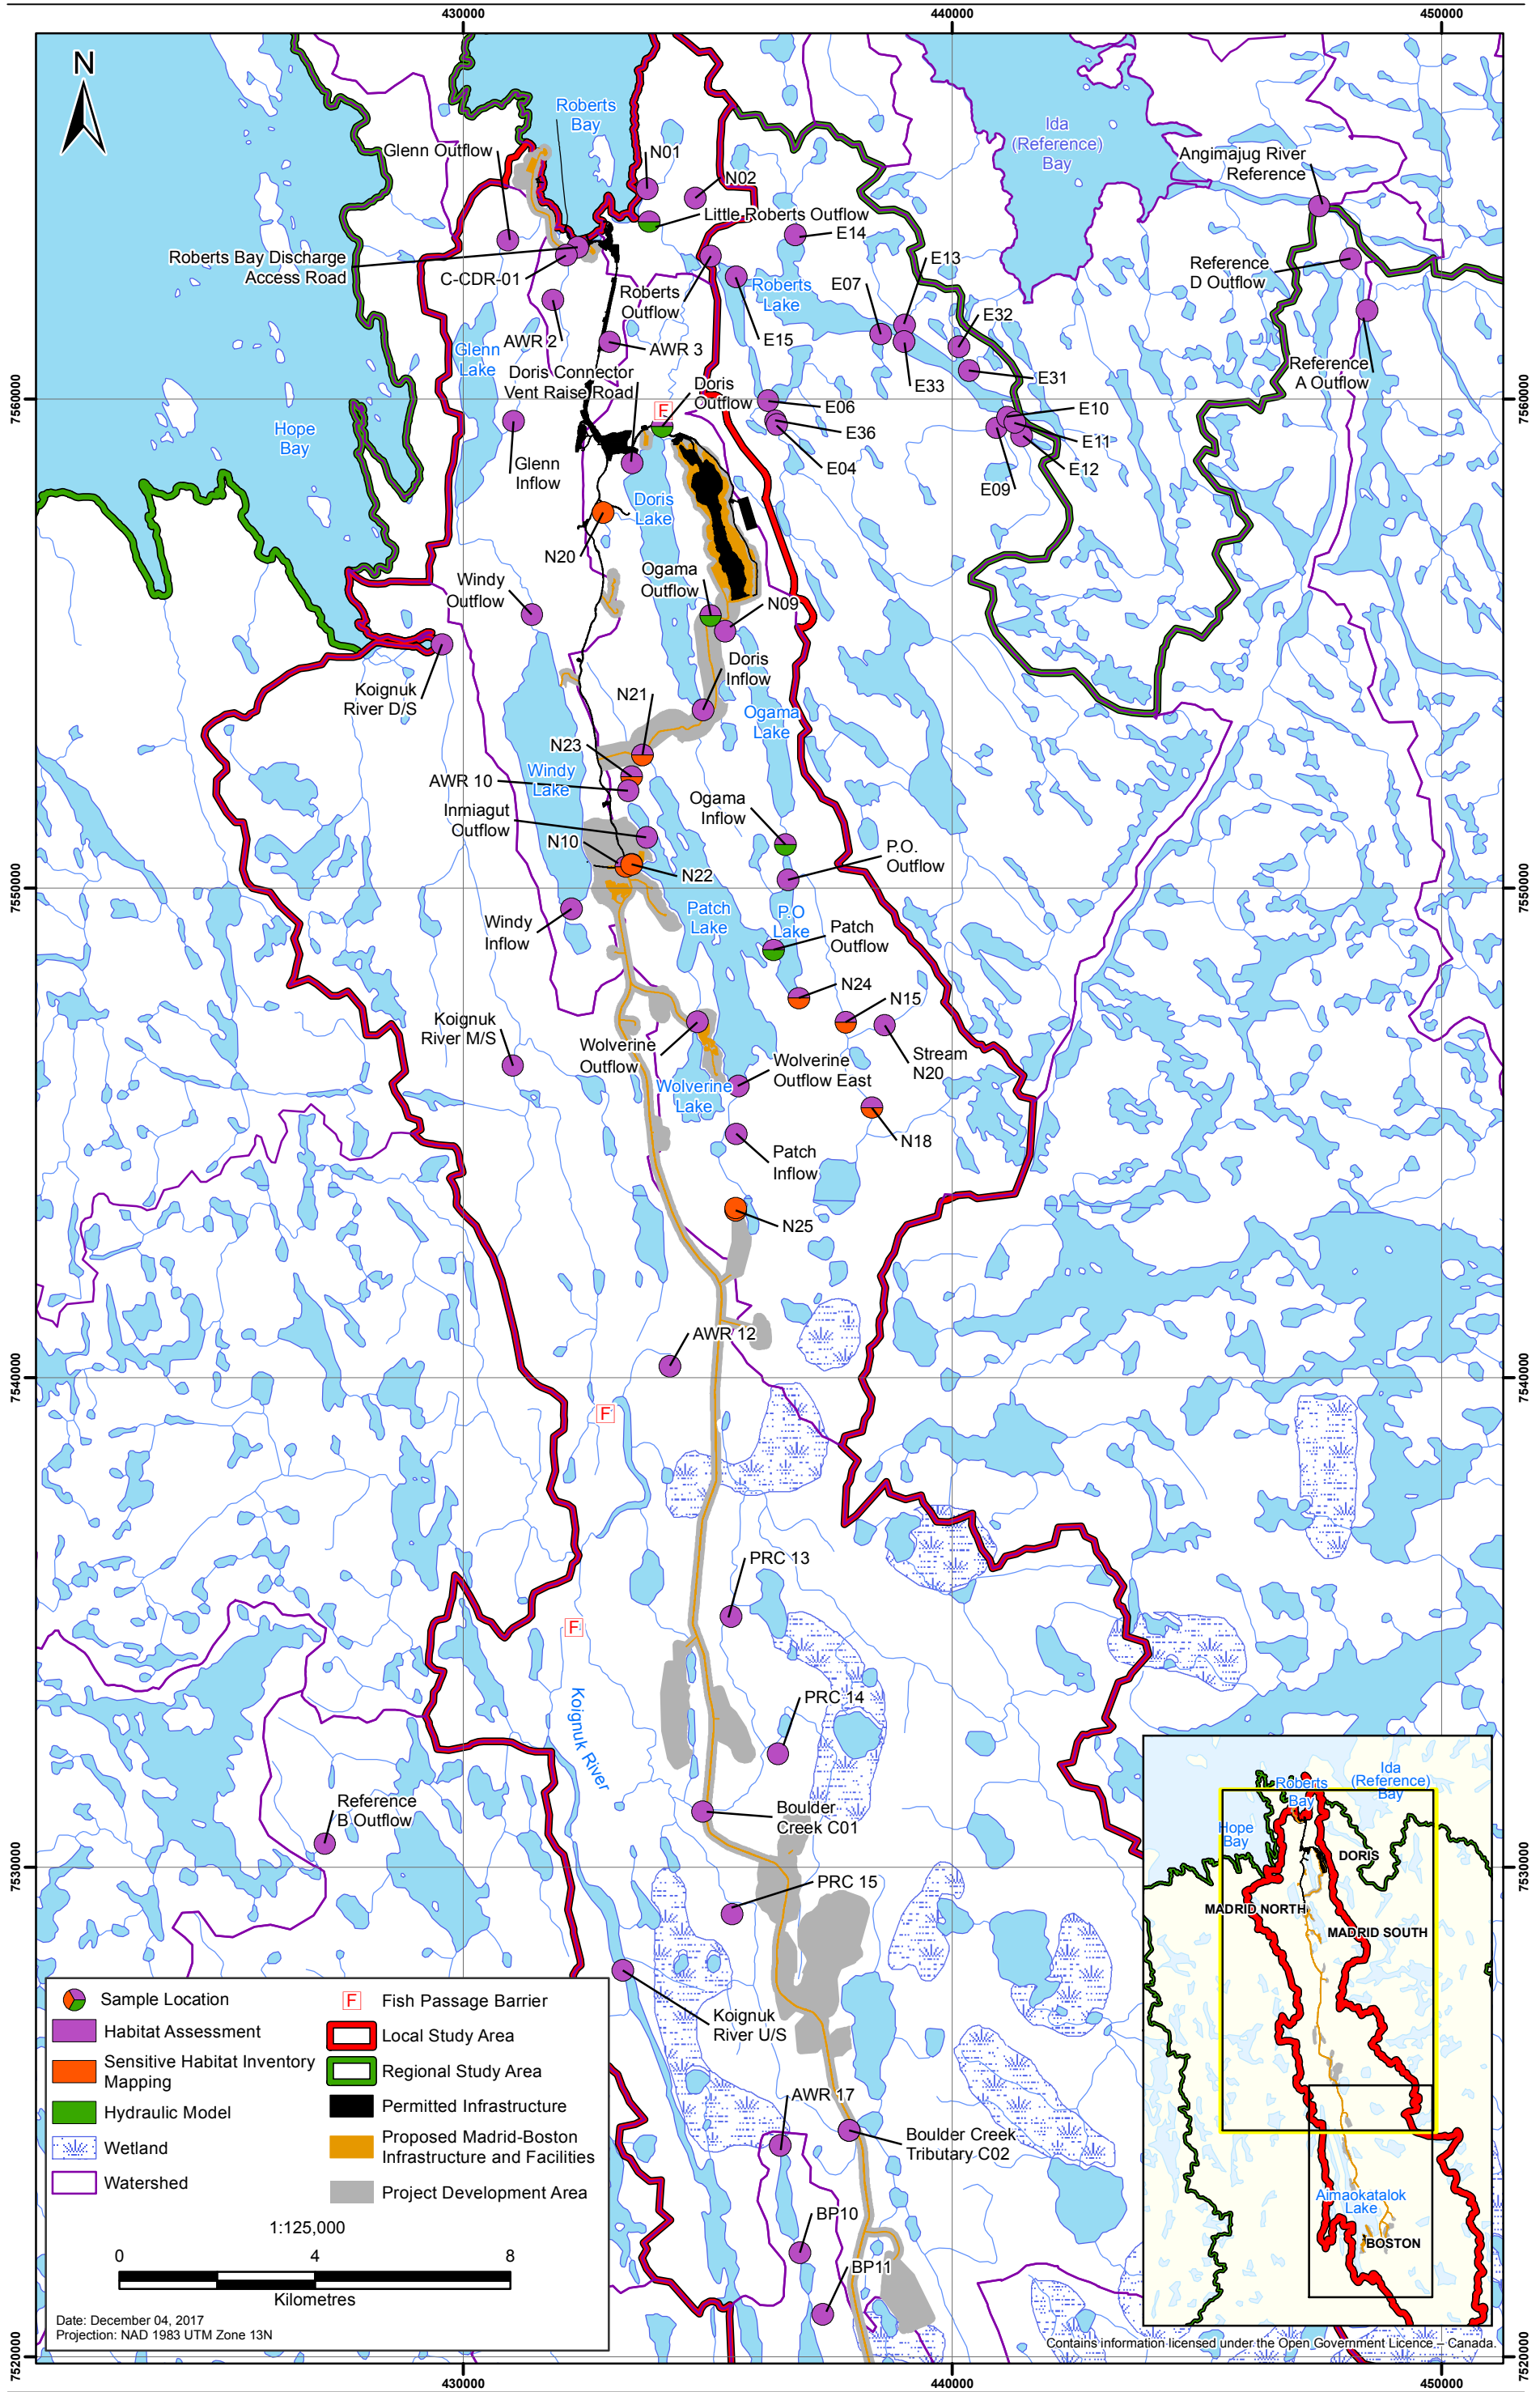 430000
440000
450000
N
Roberts
Bay
Ida
(Reference)
Bay
Glenn Outflow
N01
N02
Angimajug River
Reference
Little Roberts Outflow
E14
Roberts Bay Discharge
Access Road
C-CDR-01
Roberts
Outflow
Roberts
Lake
E07
E13
Reference
D Outflow
E32
AWR 2
AWR 3
E15
Glenn
Lake
E33
E31
Reference
A Outflow
Doris Connector
Vent Raise Road
F
Doris
Outflow
7560000
7560000
E06
E10
Hope
Bay
E36
E11
E04
E12
Glenn
Inflow
E09
Doris
Lake
N20
Ogama
Outflow
Windy
Outflow
N09
Doris
Inflow
Koignuk
River D/S
N21
Ogama
Lake
N23
Windy
Lake
AWR 10
Ogama
Inflow
Inmiagut
Outflow
N10
P.O.
Outflow
N22
7550000
7550000
Patch
Lake
P.O
Lake
Windy
Inflow
Patch
Outflow
N24
N15
Koignuk
River M/S
Wolverine
Outflow
Stream
N20
Wolverine
Outflow East
Wolverine
Lake
N18
Patch
Inflow
N25
AWR 12
7540000
7540000
F
PRC 13
F
Koignuk River
PRC 14
Reference
B Outflow
Boulder
Creek C01
7530000
7530000
PRC 15
Koignuk
River U/S
AWR 17
Boulder Creek
Tributary C02
BP10
BP11
Sample Location
Habitat Assessment
Sensitive Habitat Inventory
Mapping
Hydraulic Model
Wetland
Watershed
F
Fish Passage Barrier
Local Study Area
Regional Study Area
Permitted Infrastructure
Proposed Madrid-Boston
Infrastructure and Facilities
Project Development Area
1:125,000
0
4
8
Kilometres
Date: December 04, 2017
Projection: NAD 1983 UTM Zone 13N
Roberts
Bay
Ida
(Reference)
Bay
Hope
Bay
DORIS
MADRID NORTH
MADRID SOUTH
Aimaokatalok
Lake
BOSTON
Contains information licensed under the Open Government Licence – Canada.
7520000
7520000
430000
440000
450000